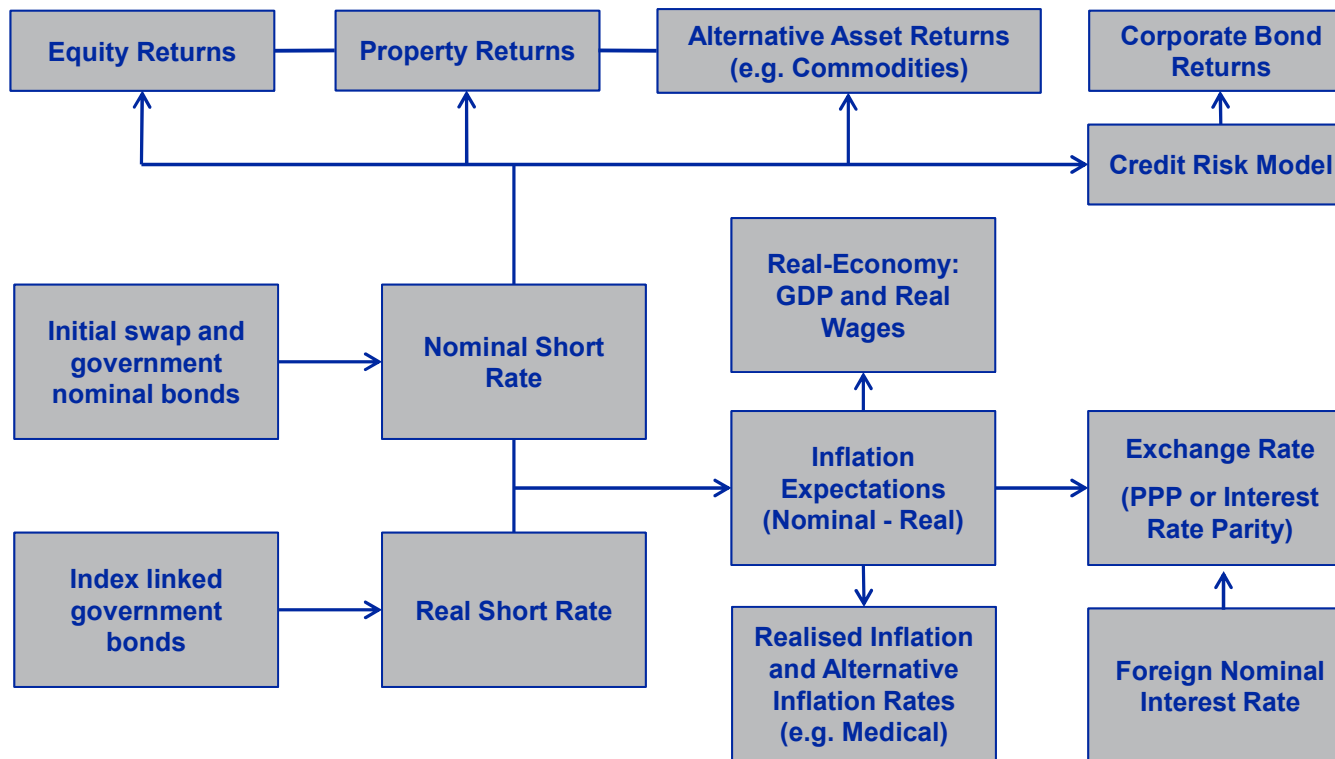 Equity Returns
Property Returns
Alternative Asset Returns
(e.g. Commodities)
Corporate Bond
Returns
Credit Risk Model
Real-Economy:
GDP and Real
Wages
Initial swap and
government
nominal bonds
Nominal Short
Rate
Inflation
Expectations
(Nominal - Real)
Exchange Rate
(PPP or Interest
Rate Parity)
Index linked
government
bonds
Real Short Rate
Realised Inflation
and Alternative
Inflation Rates
(e.g. Medical)
Foreign Nominal
Interest Rate